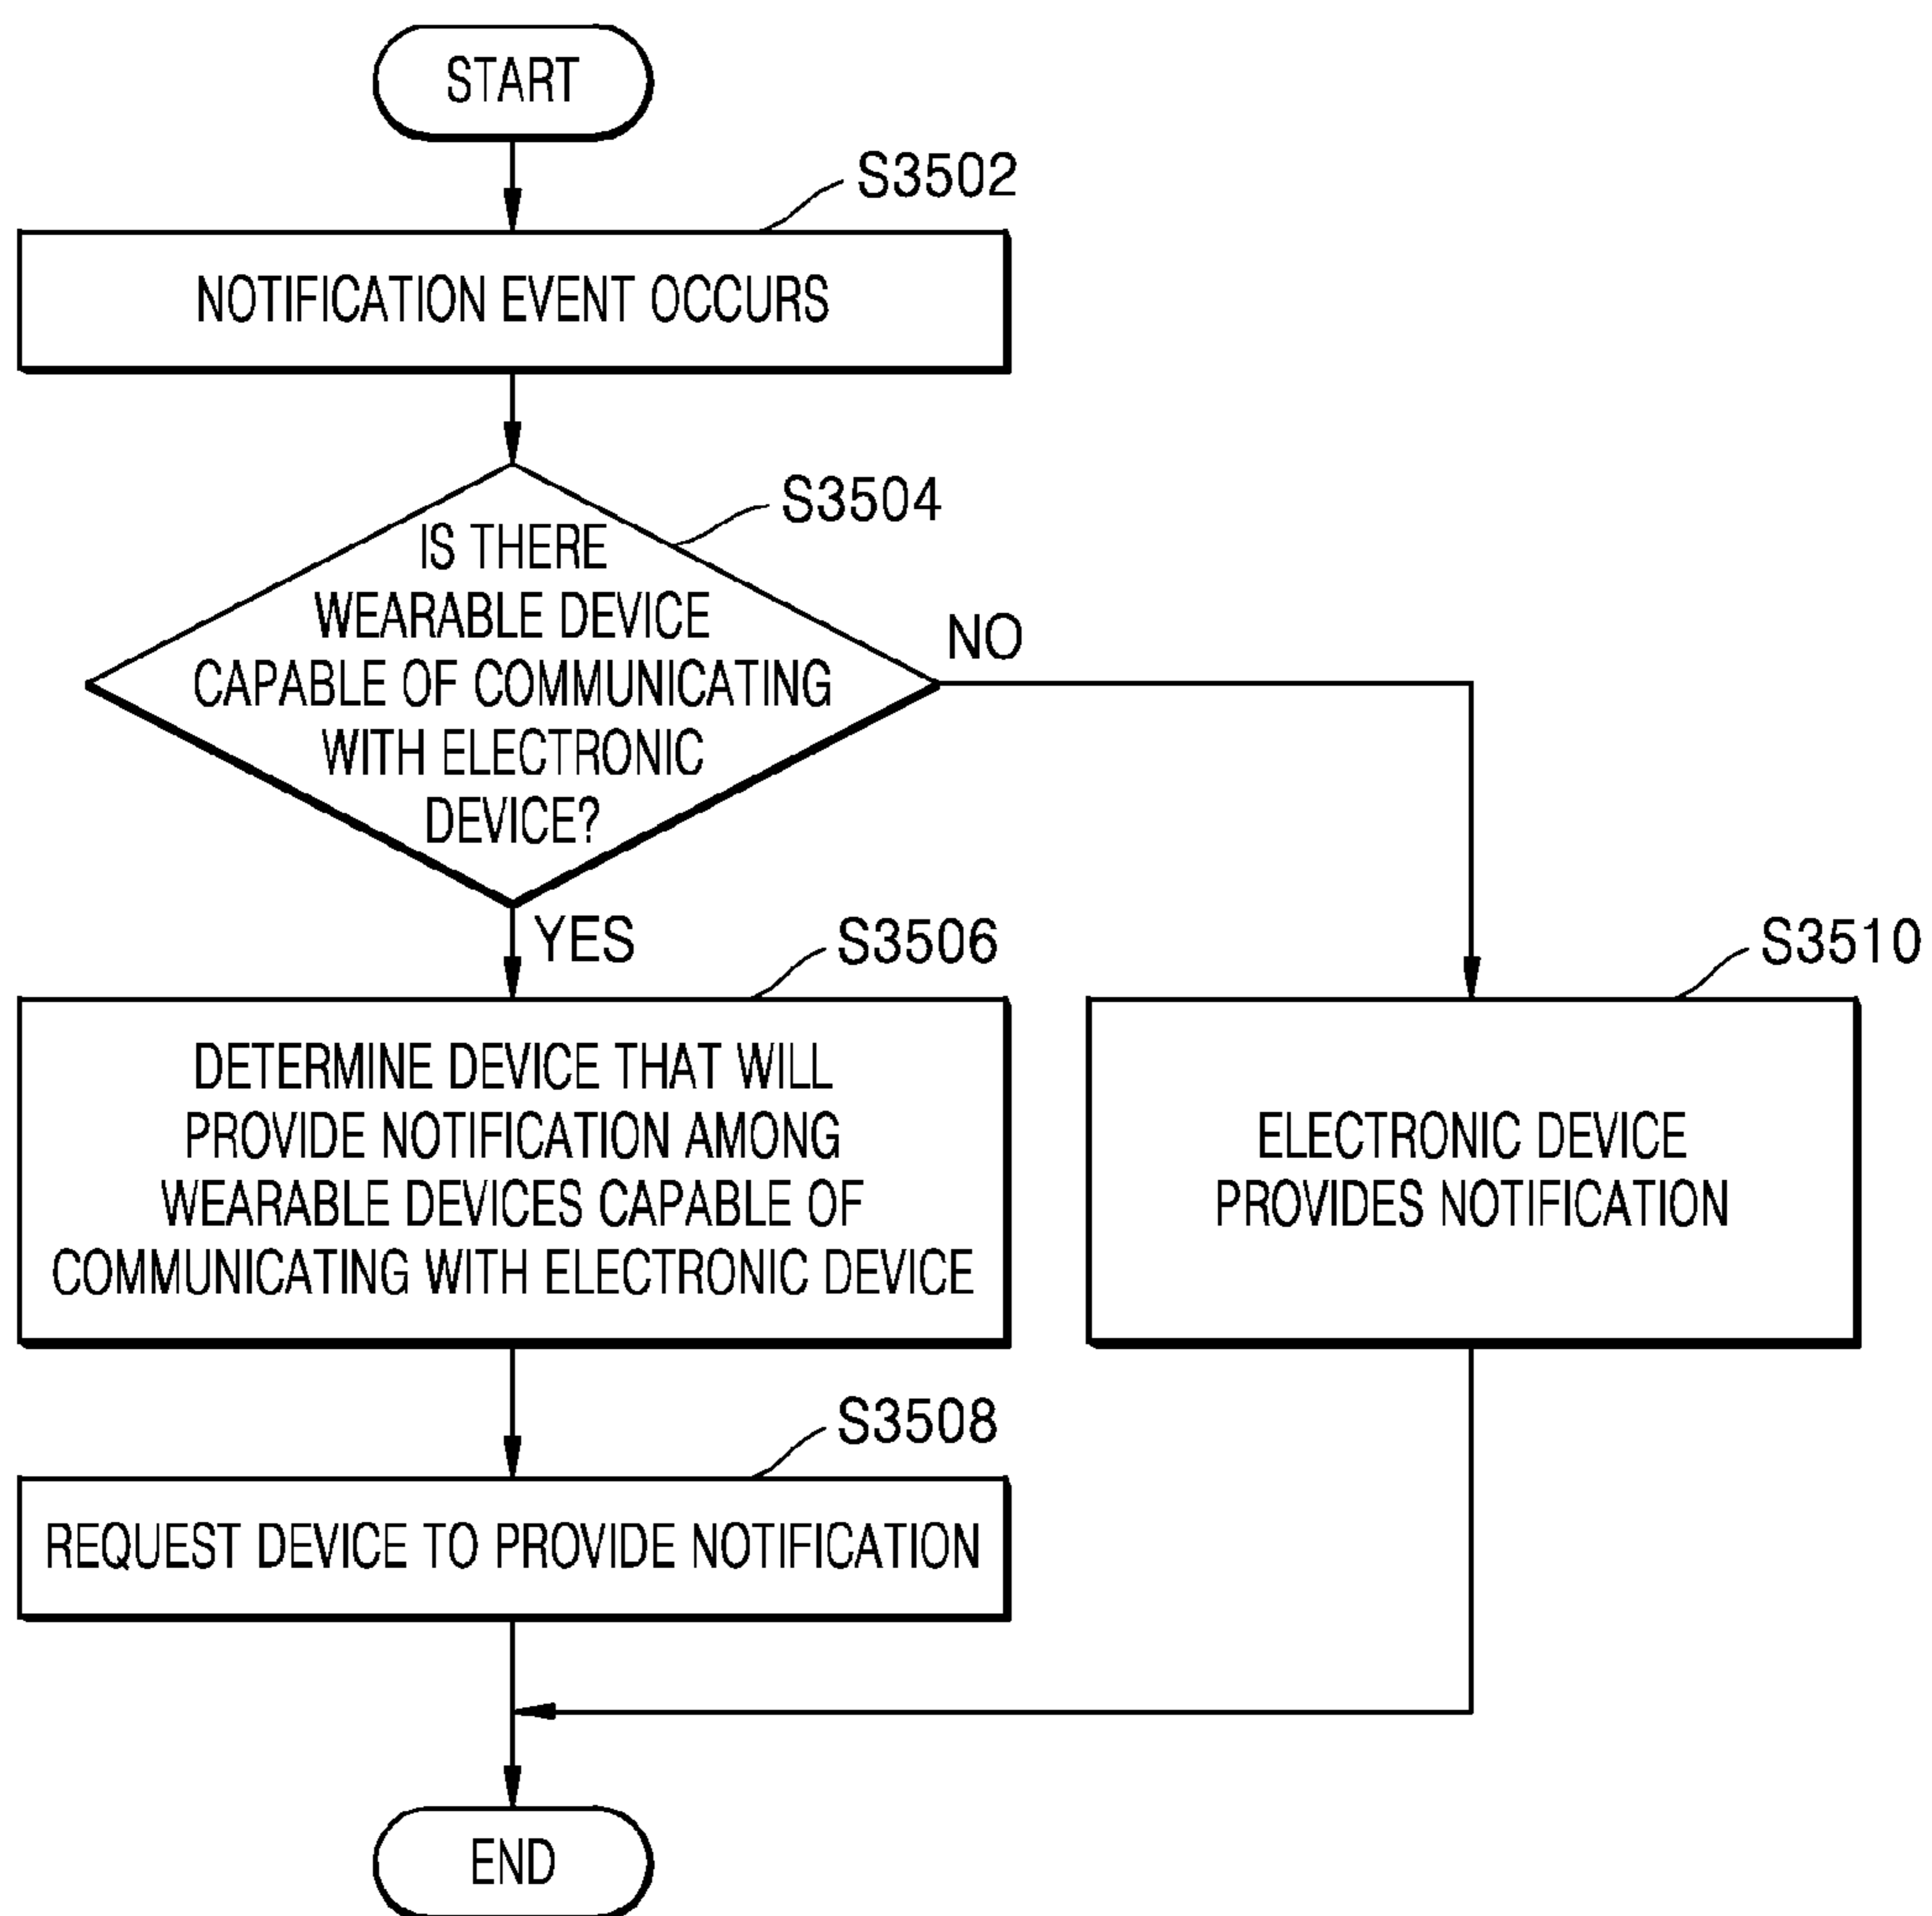 START
S3502
NOTIFICATION EVENT OCCURS
S3504
IS THERE
WEARABLE DEVICE
CAPABLE OF COMMUNICATING
WITH ELECTRONIC
DEVICE?
NO
YES
S3506
DETERMINE DEVICE THAT WILL
PROVIDE NOTIFICATION AMONG
WEARABLE DEVICES CAPABLE OF
COMMUNICATING WITH ELECTRONIC DEVICE
S3510
ELECTRONIC DEVICE
PROVIDES NOTIFICATION
S3508
REQUEST DEVICE TO PROVIDE NOTIFICATION
END